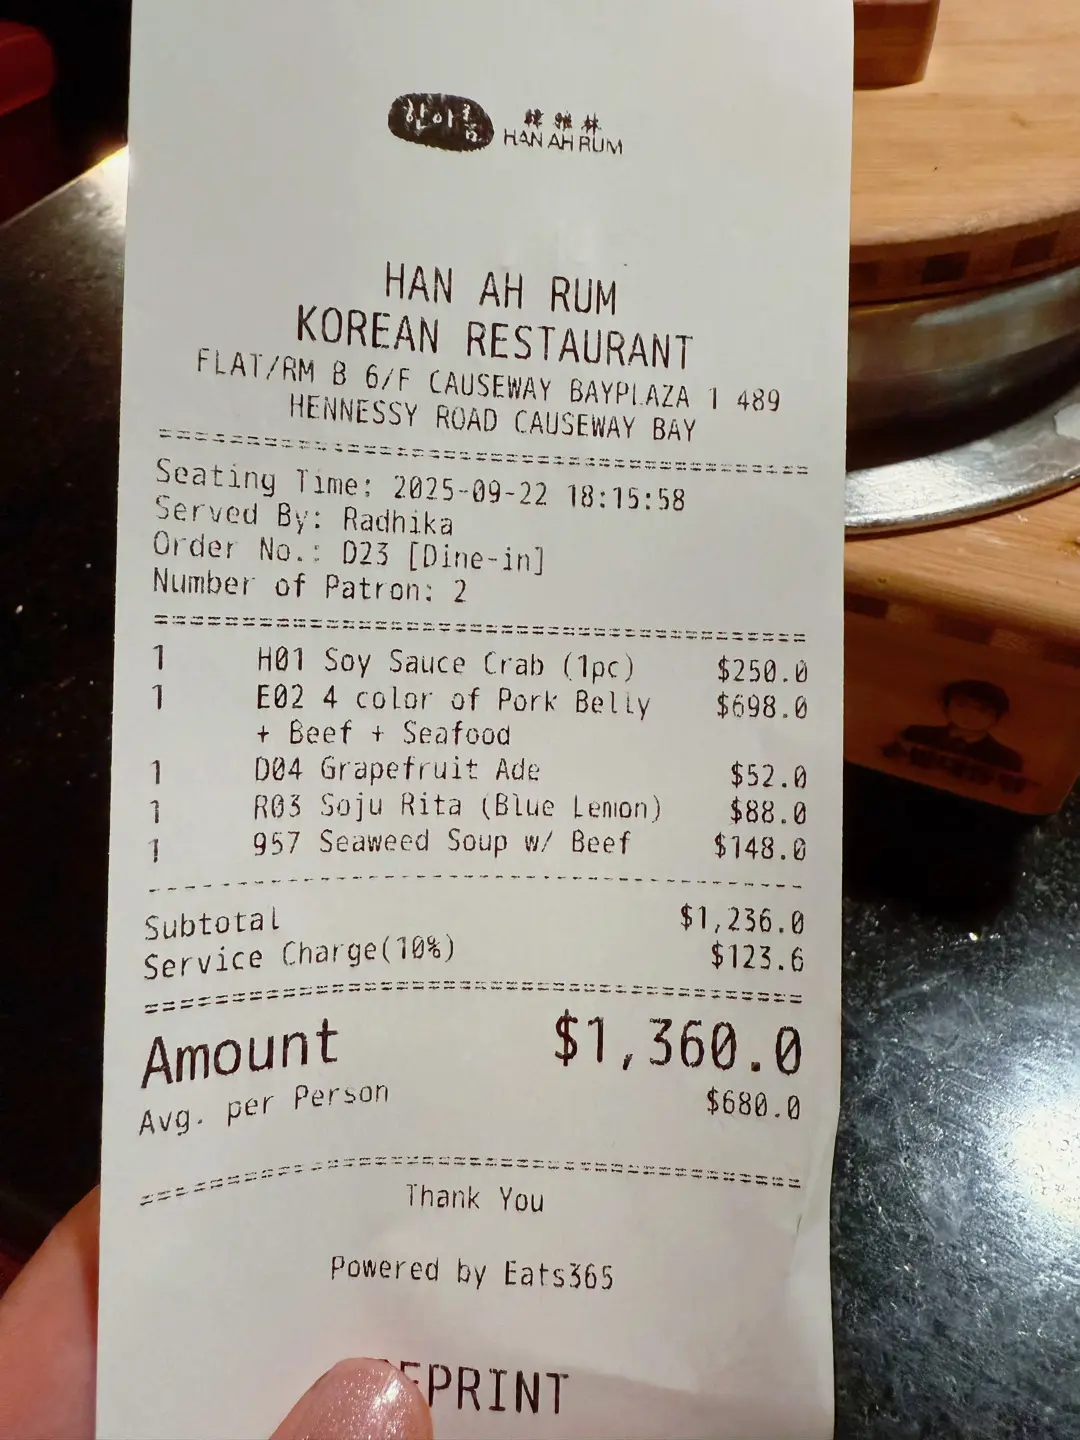 한아름 韓雅林
HAN AH RUM
HAN AH RUM
KOREAN RESTAURANT
FLAT/RM B 6/F CAUSEWAY BAYPLAZA 1 489
HENNESSY ROAD CAUSEWAY BAY
Seating Time: 2025-09-22 18:15:58
Served By: Radhika
Order No.: D23 [Dine-in]
Number of Patron: 2
1 H01 Soy Sauce Crab (1pc) $250.0
1 E02 4 color of Pork Belly $698.0
+ Beef + Seafood
1 D04 Grapefruit Ade $52.0
1 R03 Soju Rita (Blue Lemon) $88.0
1 957 Seaweed Soup w/ Beef $148.0
Subtotal $1,236.0
Service Charge(10%) $123.6
Amount $1,360.0
Avg. per Person $680.0
Thank You
Powered by Eats365
EPRINT